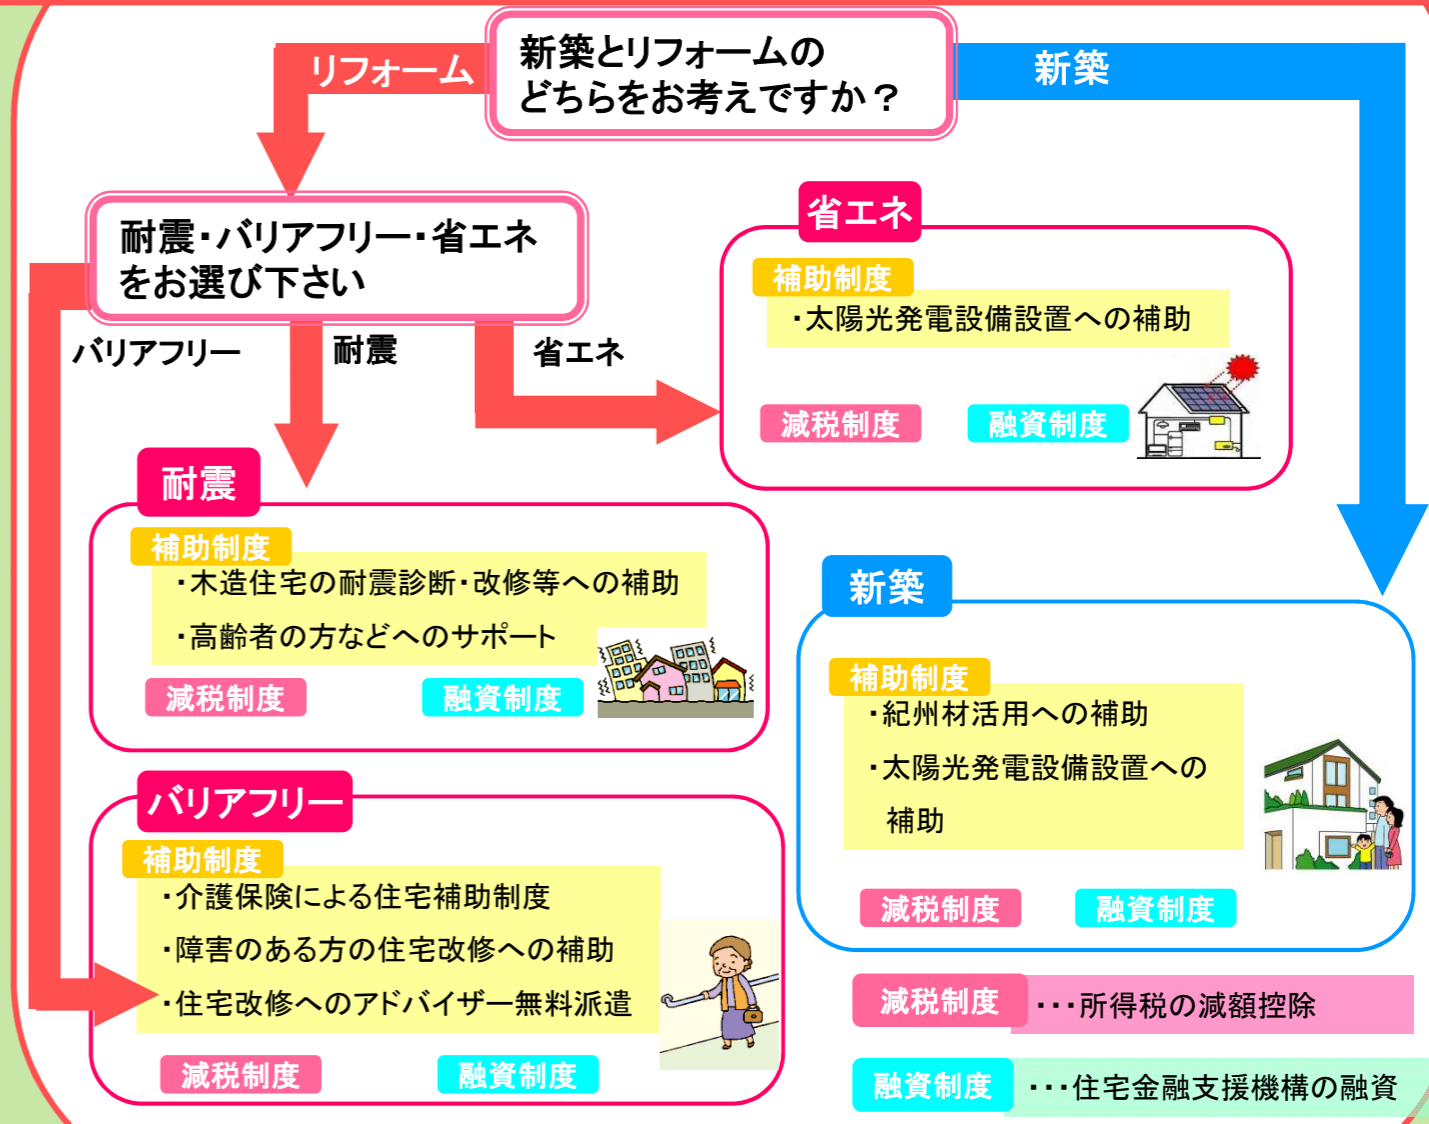 新築とリフォームの
どちらをお考えですか？
リフォーム
新築
耐震・バリアフリー・省エネ
をお選び下さい
バリアフリー
耐震
省エネ
省エネ
補助制度
・太陽光発電設備設置への補助
減税制度
融資制度
耐震
補助制度
・木造住宅の耐震診断・改修等への補助
・高齢者の方などへのサポート
減税制度
融資制度
バリアフリー
補助制度
・介護保険による住宅補助制度
・障害のある方の住宅改修への補助
・住宅改修へのアドバイザー無料派遣
減税制度
融資制度
新築
補助制度
・紀州材活用への補助
・太陽光発電設備設置への
補助
減税制度
融資制度
減税制度 ・・・所得税の減額控除
融資制度 ・・・住宅金融支援機構の融資